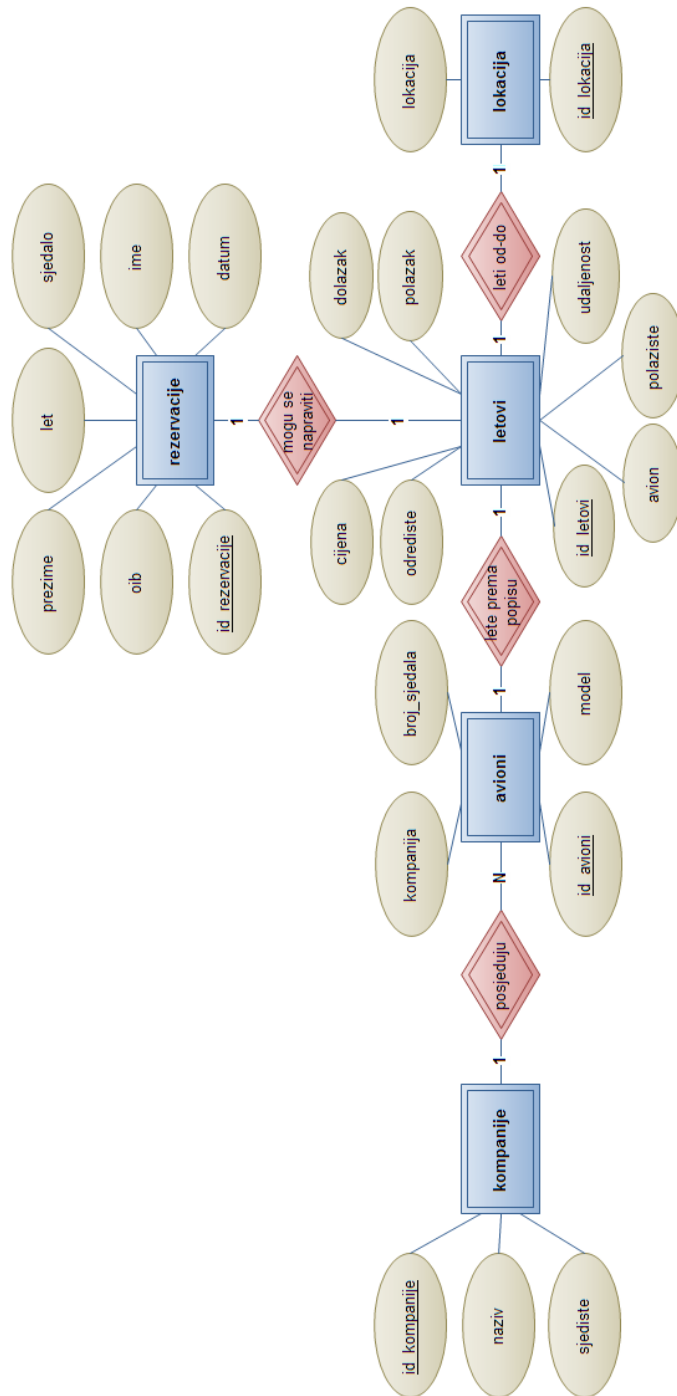 prezime
let
sjedalo
oib
ime
rezervacije
id_rezervacije
datum
1
mogu se
napraviti
1
cijena
dolazak
id_kompanije
kompanija
broj_sjedala
odrediste
polazak
lokacija
naziv
kompanije
1
posjeduju
N
avioni
1
lete prema
popisu
1
letovi
1
leti od-do
1
lokacija
sjediste
id_avioni
model
id_letovi
udaljenost
id_lokacija
avion
polaziste